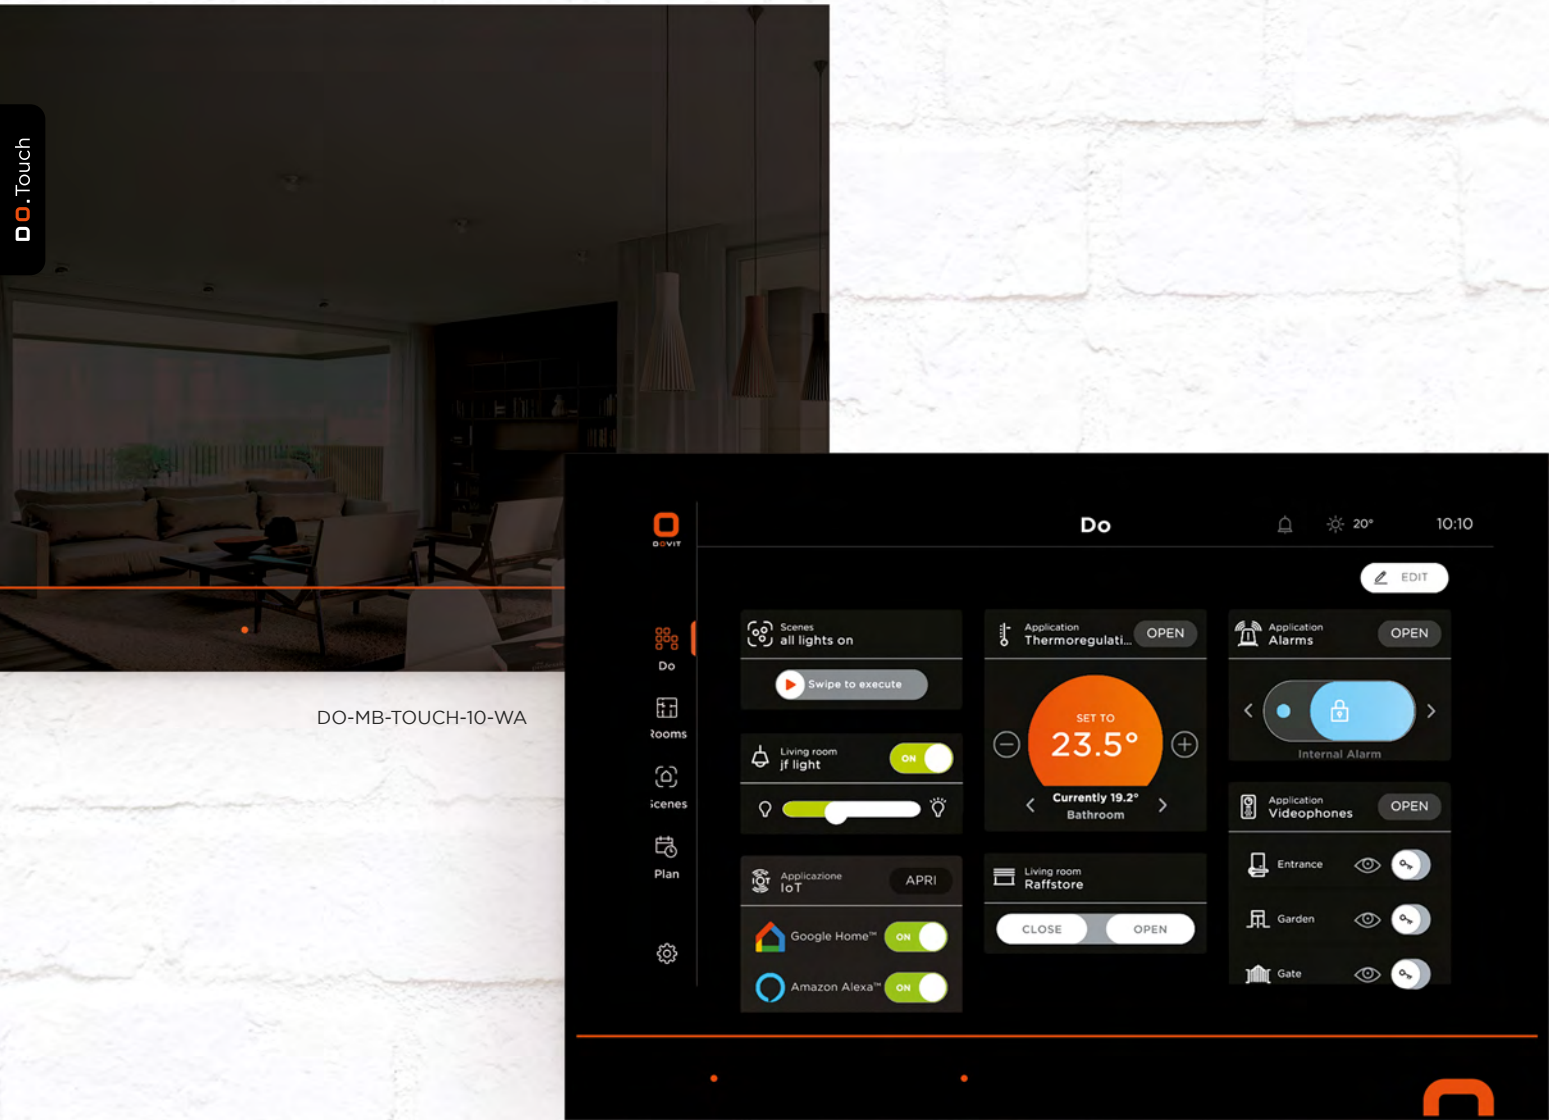 DO.Touch
DO-MB-TOUCH-10-WA
DOVIT
Do
20°
10:10
EDIT
Do
Rooms
Scenes
Plan
Scenes
all lights on
Swipe to execute
Living room
jf light
ON
Applicazione
IoT
APRI
IOT
Google Home™
ON
Amazon Alexa™
ON
Application
Thermoregulati...
OPEN
SET TO
23.5°
Currently 19.2°
Bathroom
Living room
Raffstore
CLOSE
OPEN
Application
Alarms
OPEN
Internal Alarm
Application
Videophones
OPEN
Entrance
Garden
Gate